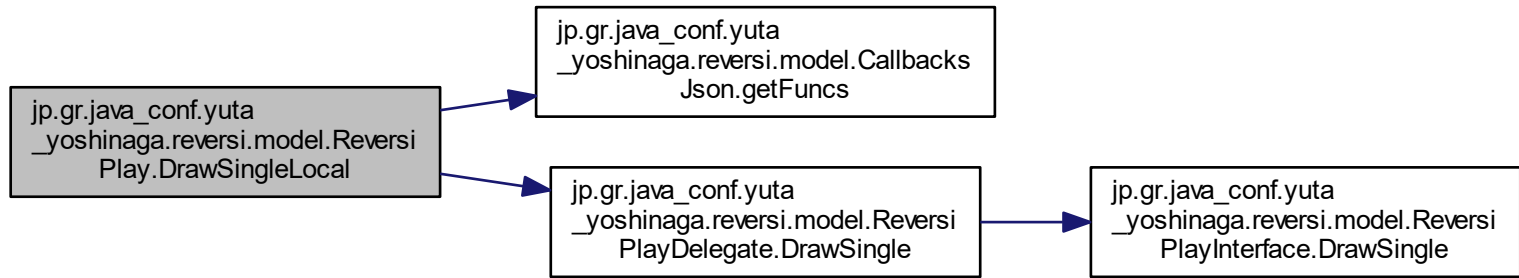 jp.gr.java_conf.yuta
_yoshinaga.reversi.model.Reversi
Play.DrawSingleLocal
jp.gr.java_conf.yuta
_yoshinaga.reversi.model.Callbacks
Json.getFuncs
jp.gr.java_conf.yuta
_yoshinaga.reversi.model.Reversi
PlayDelegate.DrawSingle
jp.gr.java_conf.yuta
_yoshinaga.reversi.model.Reversi
PlayInterface.DrawSingle